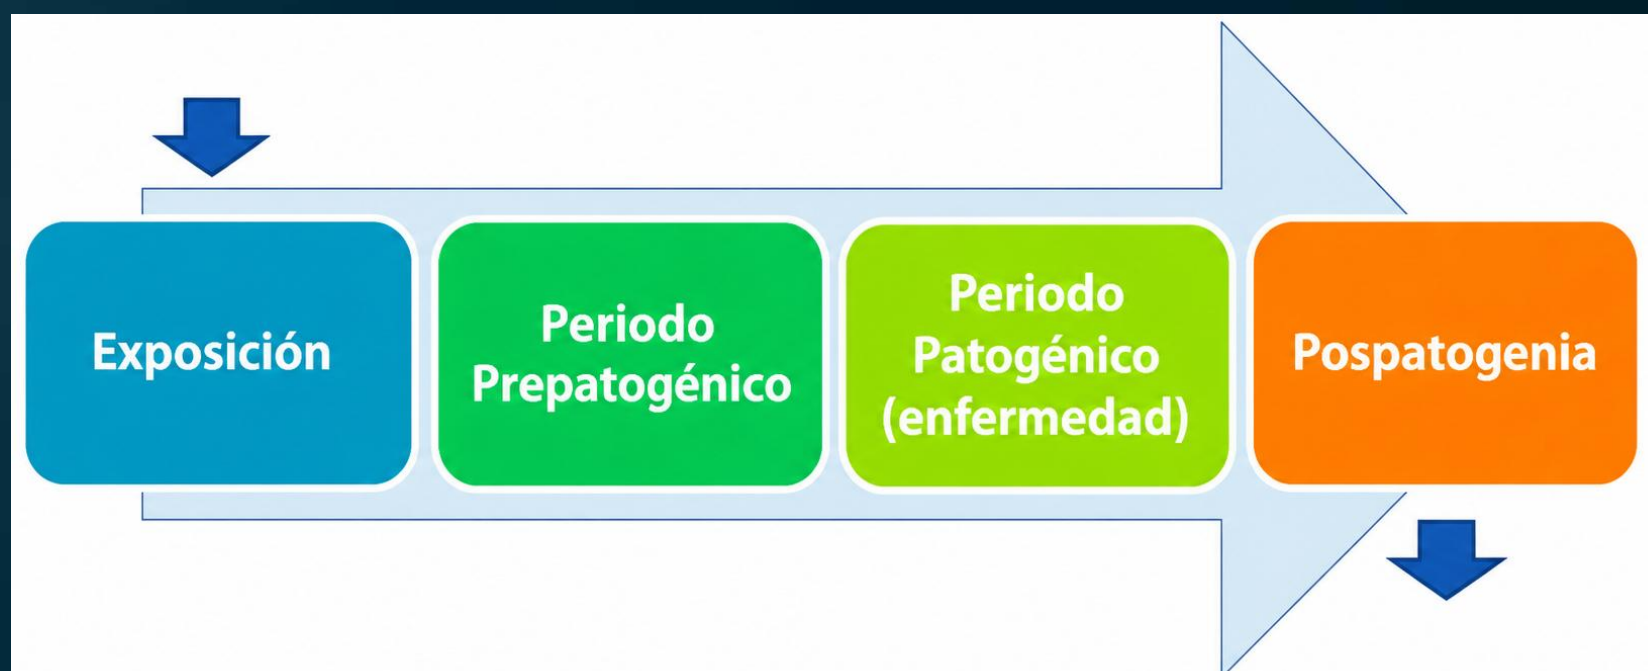 Exposición
Periodo
Prepatogénico
Periodo
Patogénico
(enfermedad)
Pospatogenia